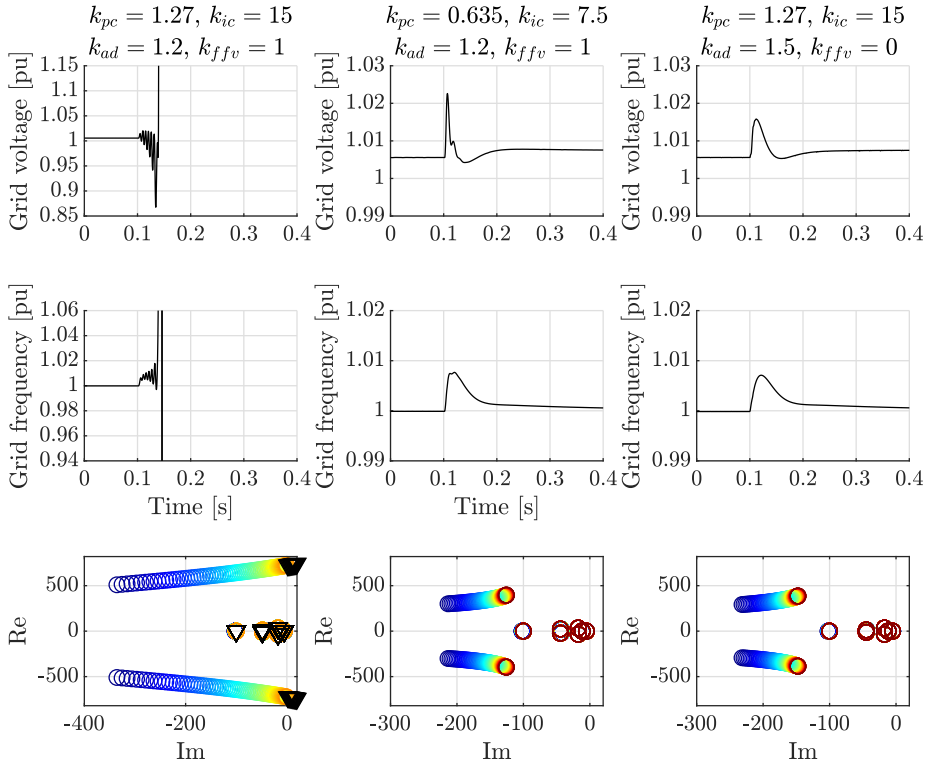 k_pc = 1.27, k_ic = 15
k_ad = 1.2, k_ffv = 1
k_pc = 0.635, k_ic = 7.5
k_ad = 1.2, k_ffv = 1
k_pc = 1.27, k_ic = 15
k_ad = 1.5, k_ffv = 0
Grid voltage [pu]
1.15
1.1
1.05
1
0.95
0.9
0.85
0 0.1 0.2 0.3 0.4
Grid voltage [pu]
1.03
1.02
1.01
1
0.99
0 0.1 0.2 0.3 0.4
Grid voltage [pu]
1.03
1.02
1.01
1
0.99
0 0.1 0.2 0.3 0.4
Grid frequency [pu]
1.06
1.04
1.02
1
0.98
0.96
0.94
0 0.1 0.2 0.3 0.4
Time [s]
Grid frequency [pu]
1.02
1.01
1
0.99
0 0.1 0.2 0.3 0.4
Time [s]
Grid frequency [pu]
1.02
1.01
1
0.99
0 0.1 0.2 0.3 0.4
Re
500
0
-500
-400 -200 0
Im
Re
500
0
-500
-300 -200 -100 0
Im
Re
500
0
-500
-300 -200 -100 0
Im